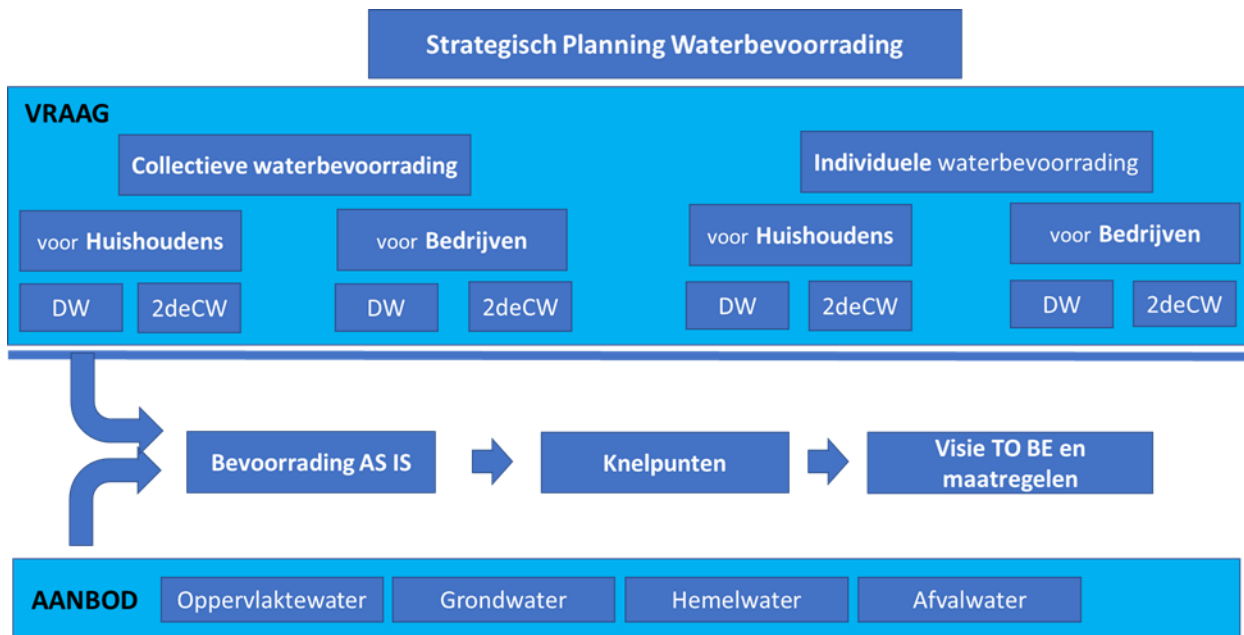 Strategisch Planning Waterbevoorrading
VRAAG
Collectieve waterbevoorrading
Individuele waterbevoorrading
voor Huishoudens
voor Bedrijven
voor Huishoudens
voor Bedrijven
DW
2deCW
DW
2deCW
DW
2deCW
DW
2deCW
Bevoorrading AS IS
Knelpunten
Visie TO BE en
maatregelen
AANBOD
Oppervlaktewater
Grondwater
Hemelwater
Afvalwater